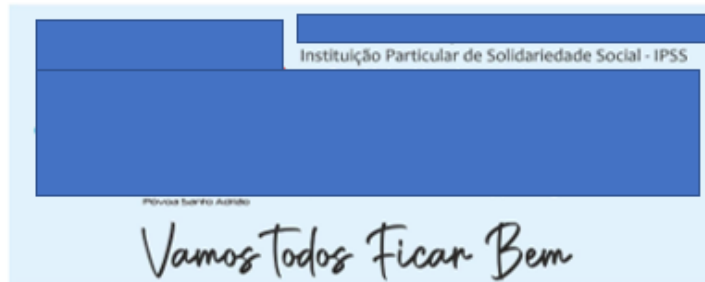 Instituição Particular de Solidariedade Social - IPSS
Póvoa Santo Adrião
Vamos Todos Ficar Bem